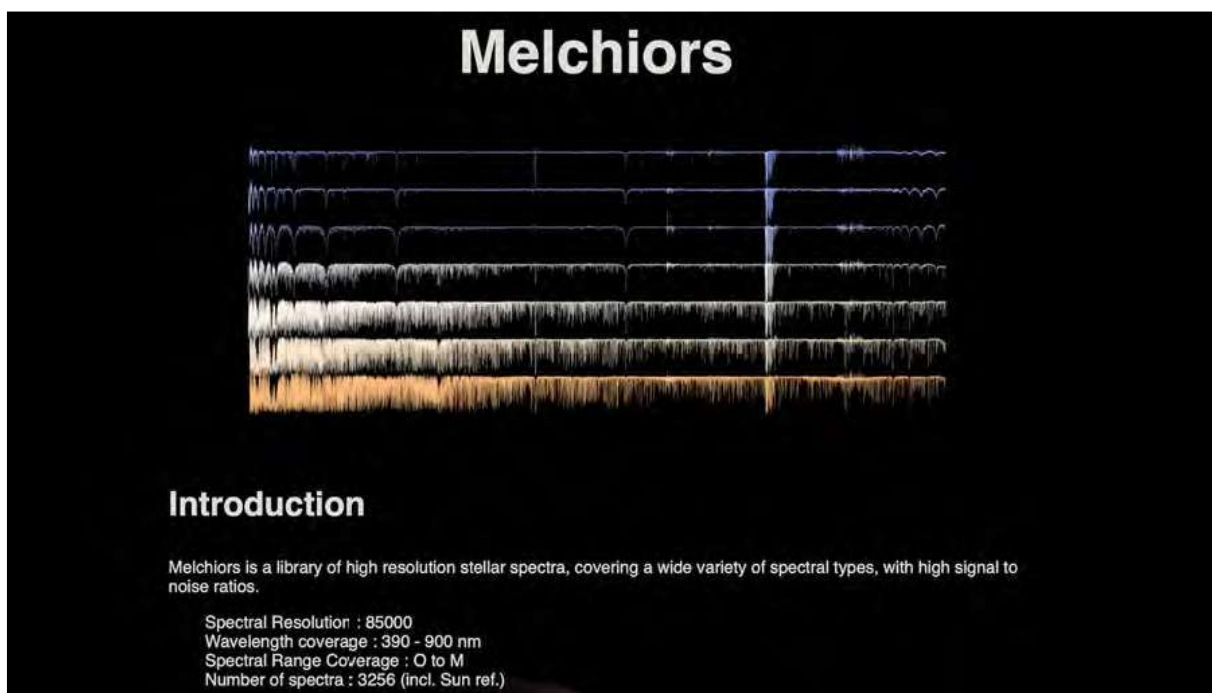 Melchiors
Introduction
Melchiors is a library of high resolution stellar spectra, covering a wide variety of spectral types, with high signal to
noise ratios.
Spectral Resolution : 85000
Wavelength coverage : 390 - 900 nm
Spectral Range Coverage : O to M
Number of spectra : 3256 (incl. Sun ref.)